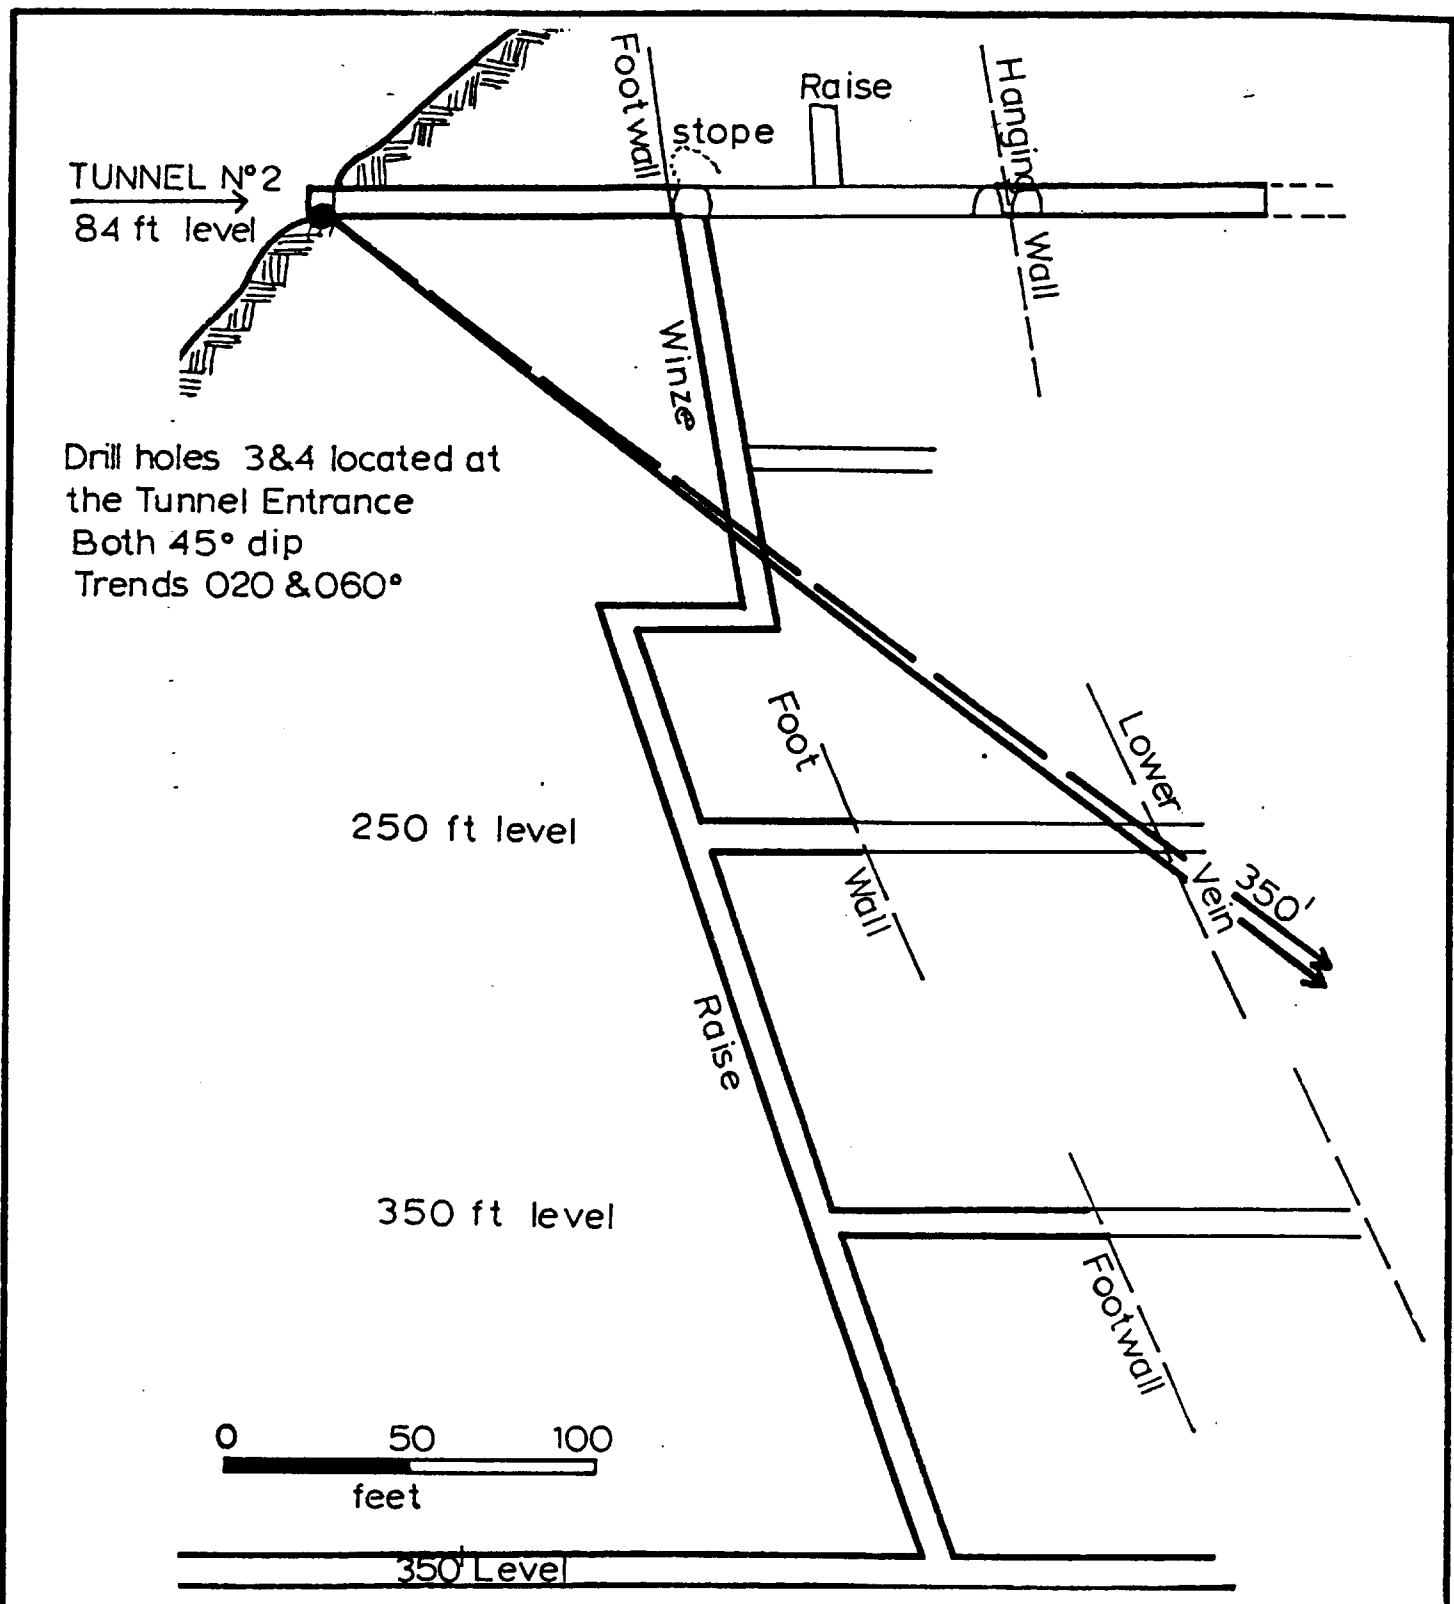 Footwall
stope
Raise
Hanging Wall
TUNNEL Nº2
84 ft level
Winze
Drill holes 3&4 located at
the Tunnel Entrance
Both 45° dip
Trends 020 &060°
Foot Wall
Lower Vein
250 ft level
350'
Raise
350 ft level
Footwall
0 50 100
feet
350' Level